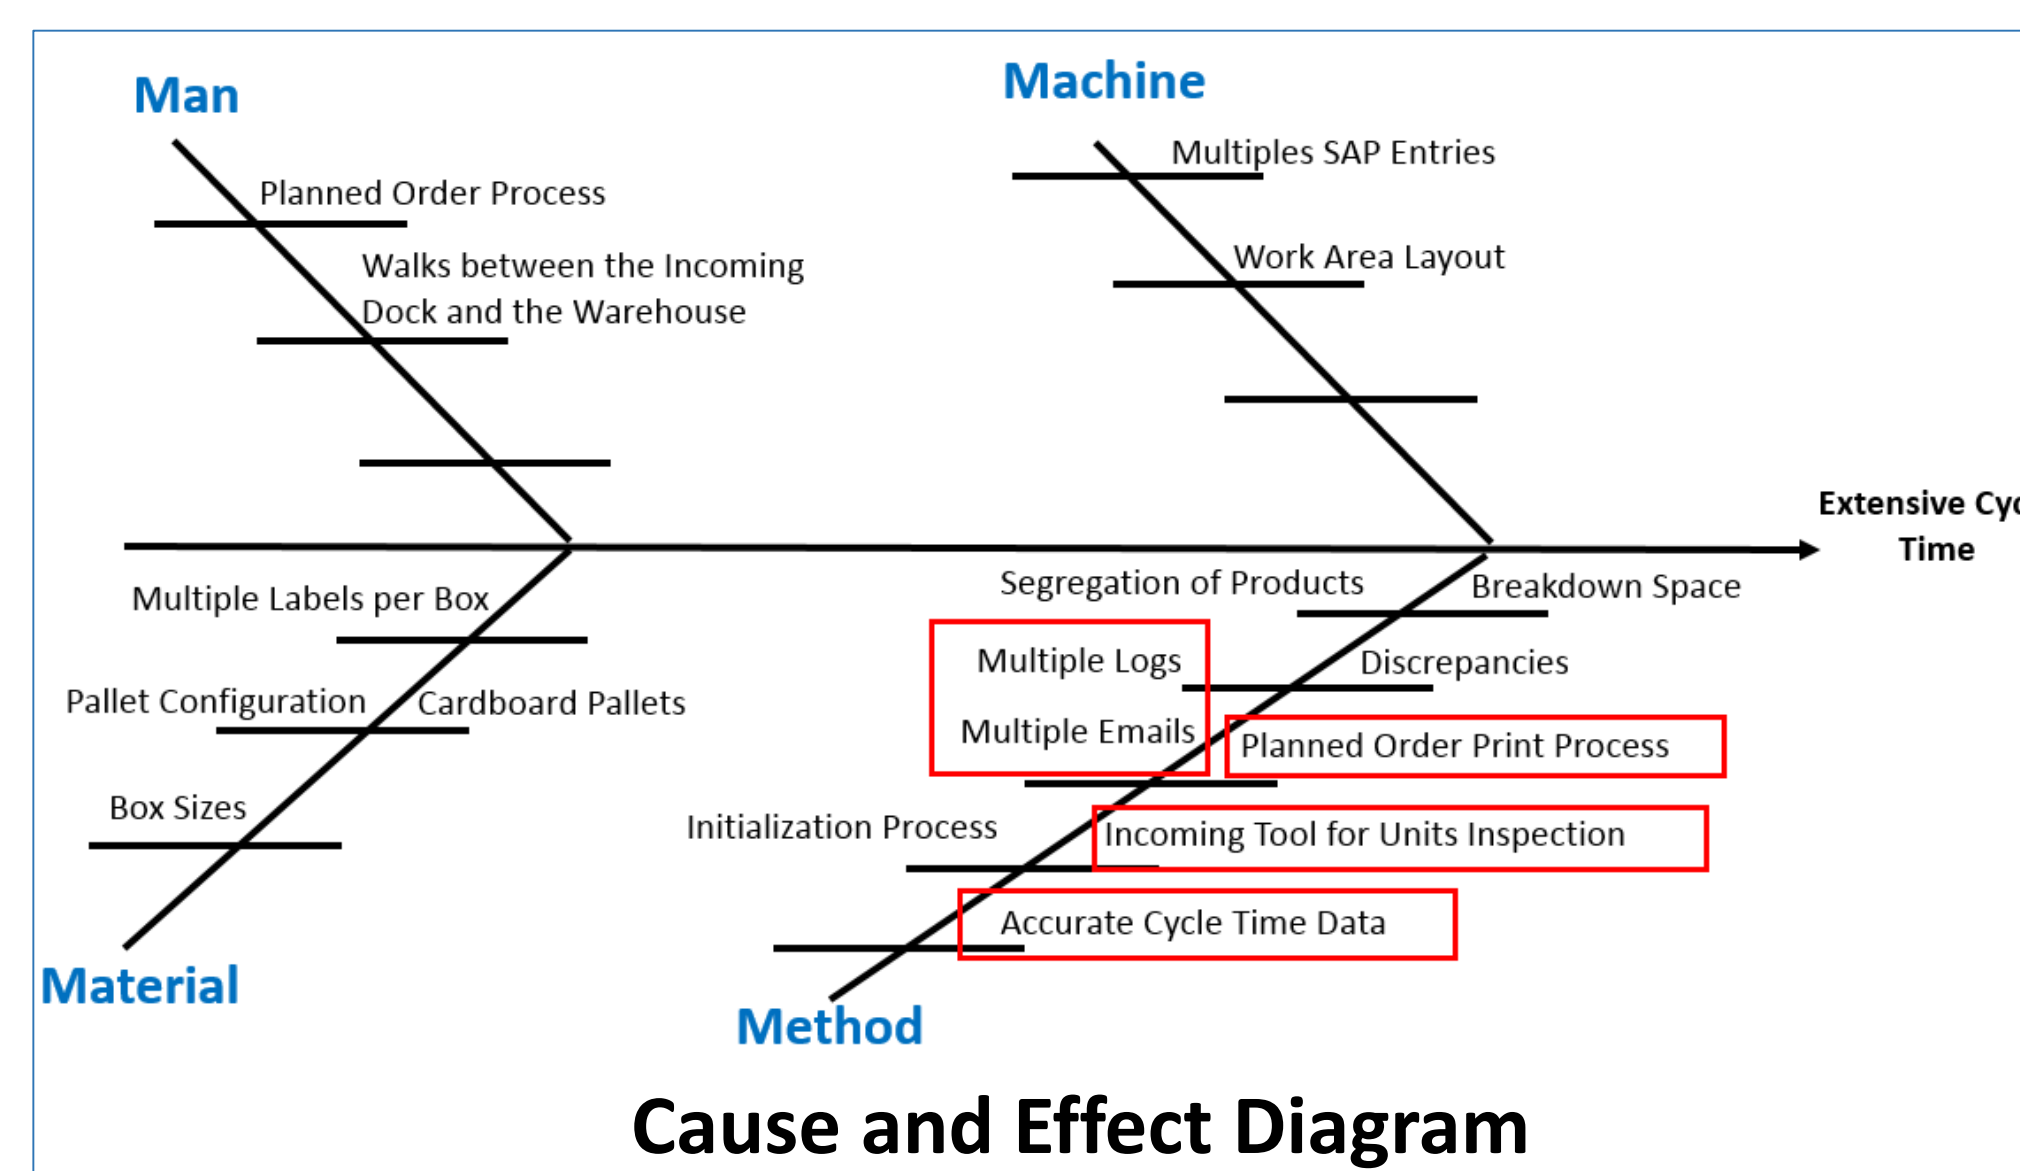 Man
Machine
Multiples SAP Entries
Planned Order Process
Work Area Layout
Walks between the Incoming
Dock and the Warehouse
Extensive Cyc
Time
Segregation of Products
Breakdown Space
Multiple Labels per Box
Multiple Logs
Discrepancies
Pallet Configuration
Cardboard Pallets
Multiple Emails
Planned Order Print Process
Box Sizes
Initialization Process
Incoming Tool for Units Inspection
Accurate Cycle Time Data
Material
Method
Cause and Effect Diagram